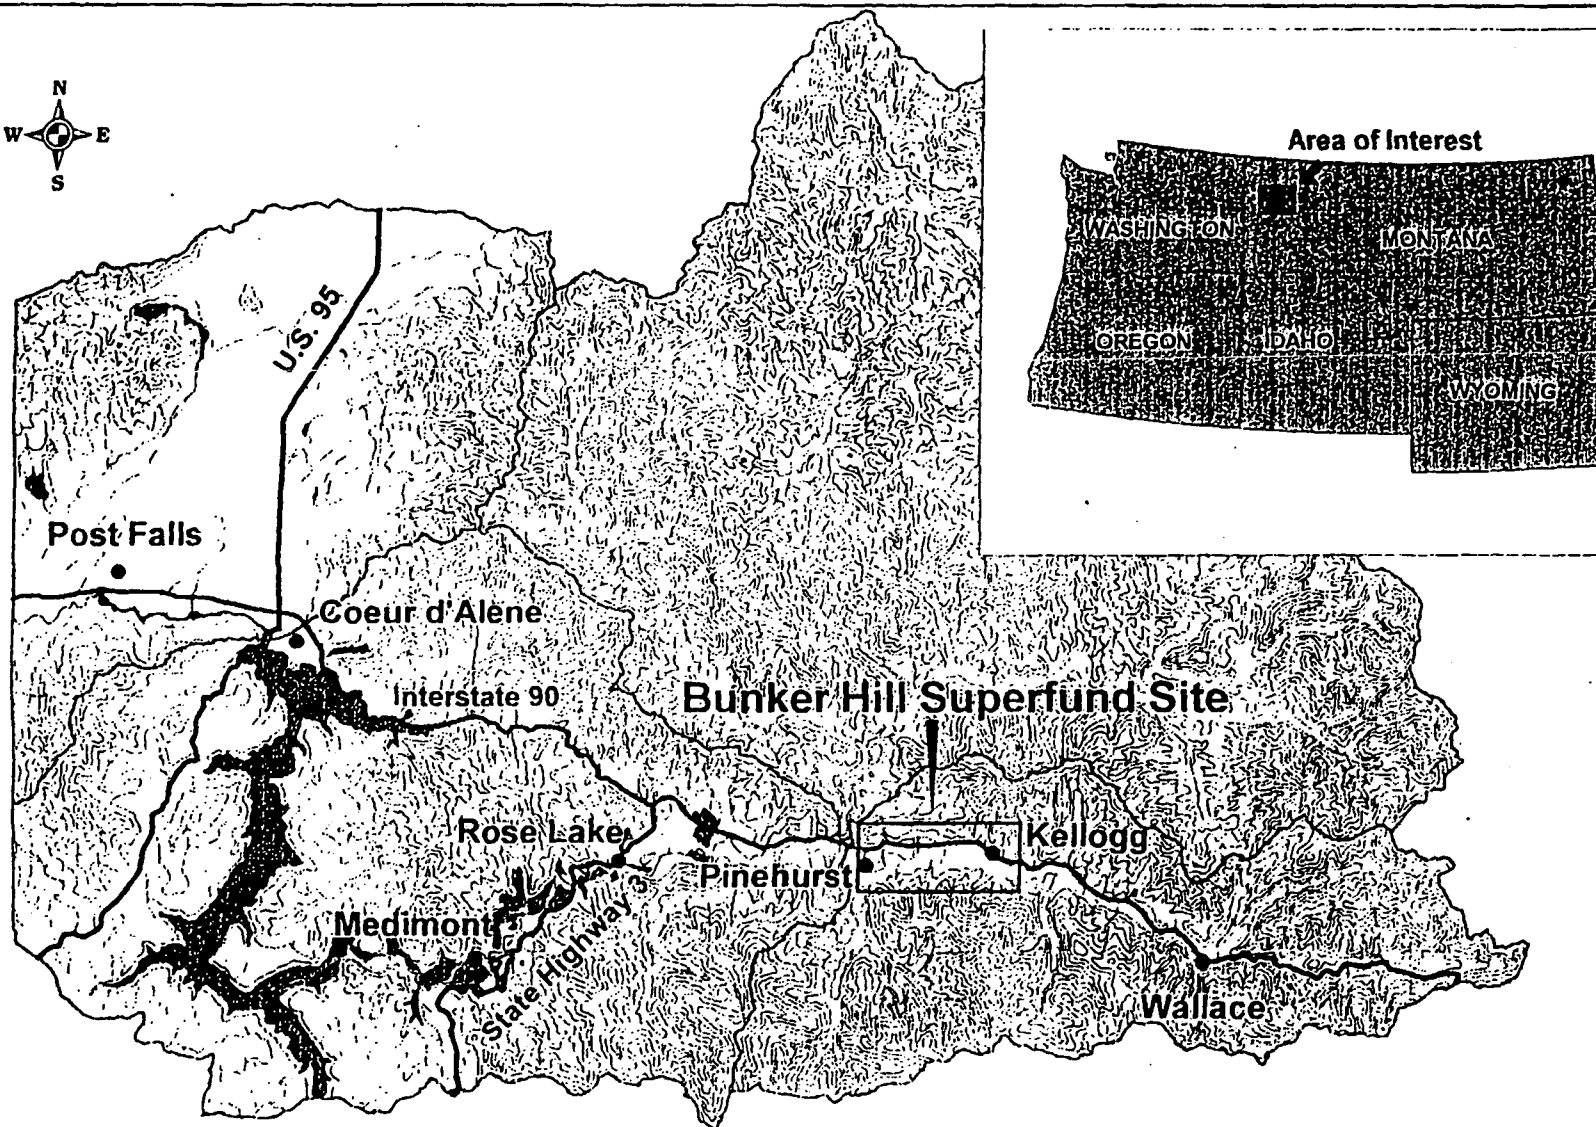 N
W E
S
Area of Interest
WASHINGTON
MONTANA
OREGON
IDAHO
WYOMING
U.S. 95
Post Falls
Coeur d'Alene
Interstate 90
Bunker Hill Superfund Site
Rose Lake
Kellogg
Pinehurst
Medimont
State Highway 3
Wallace